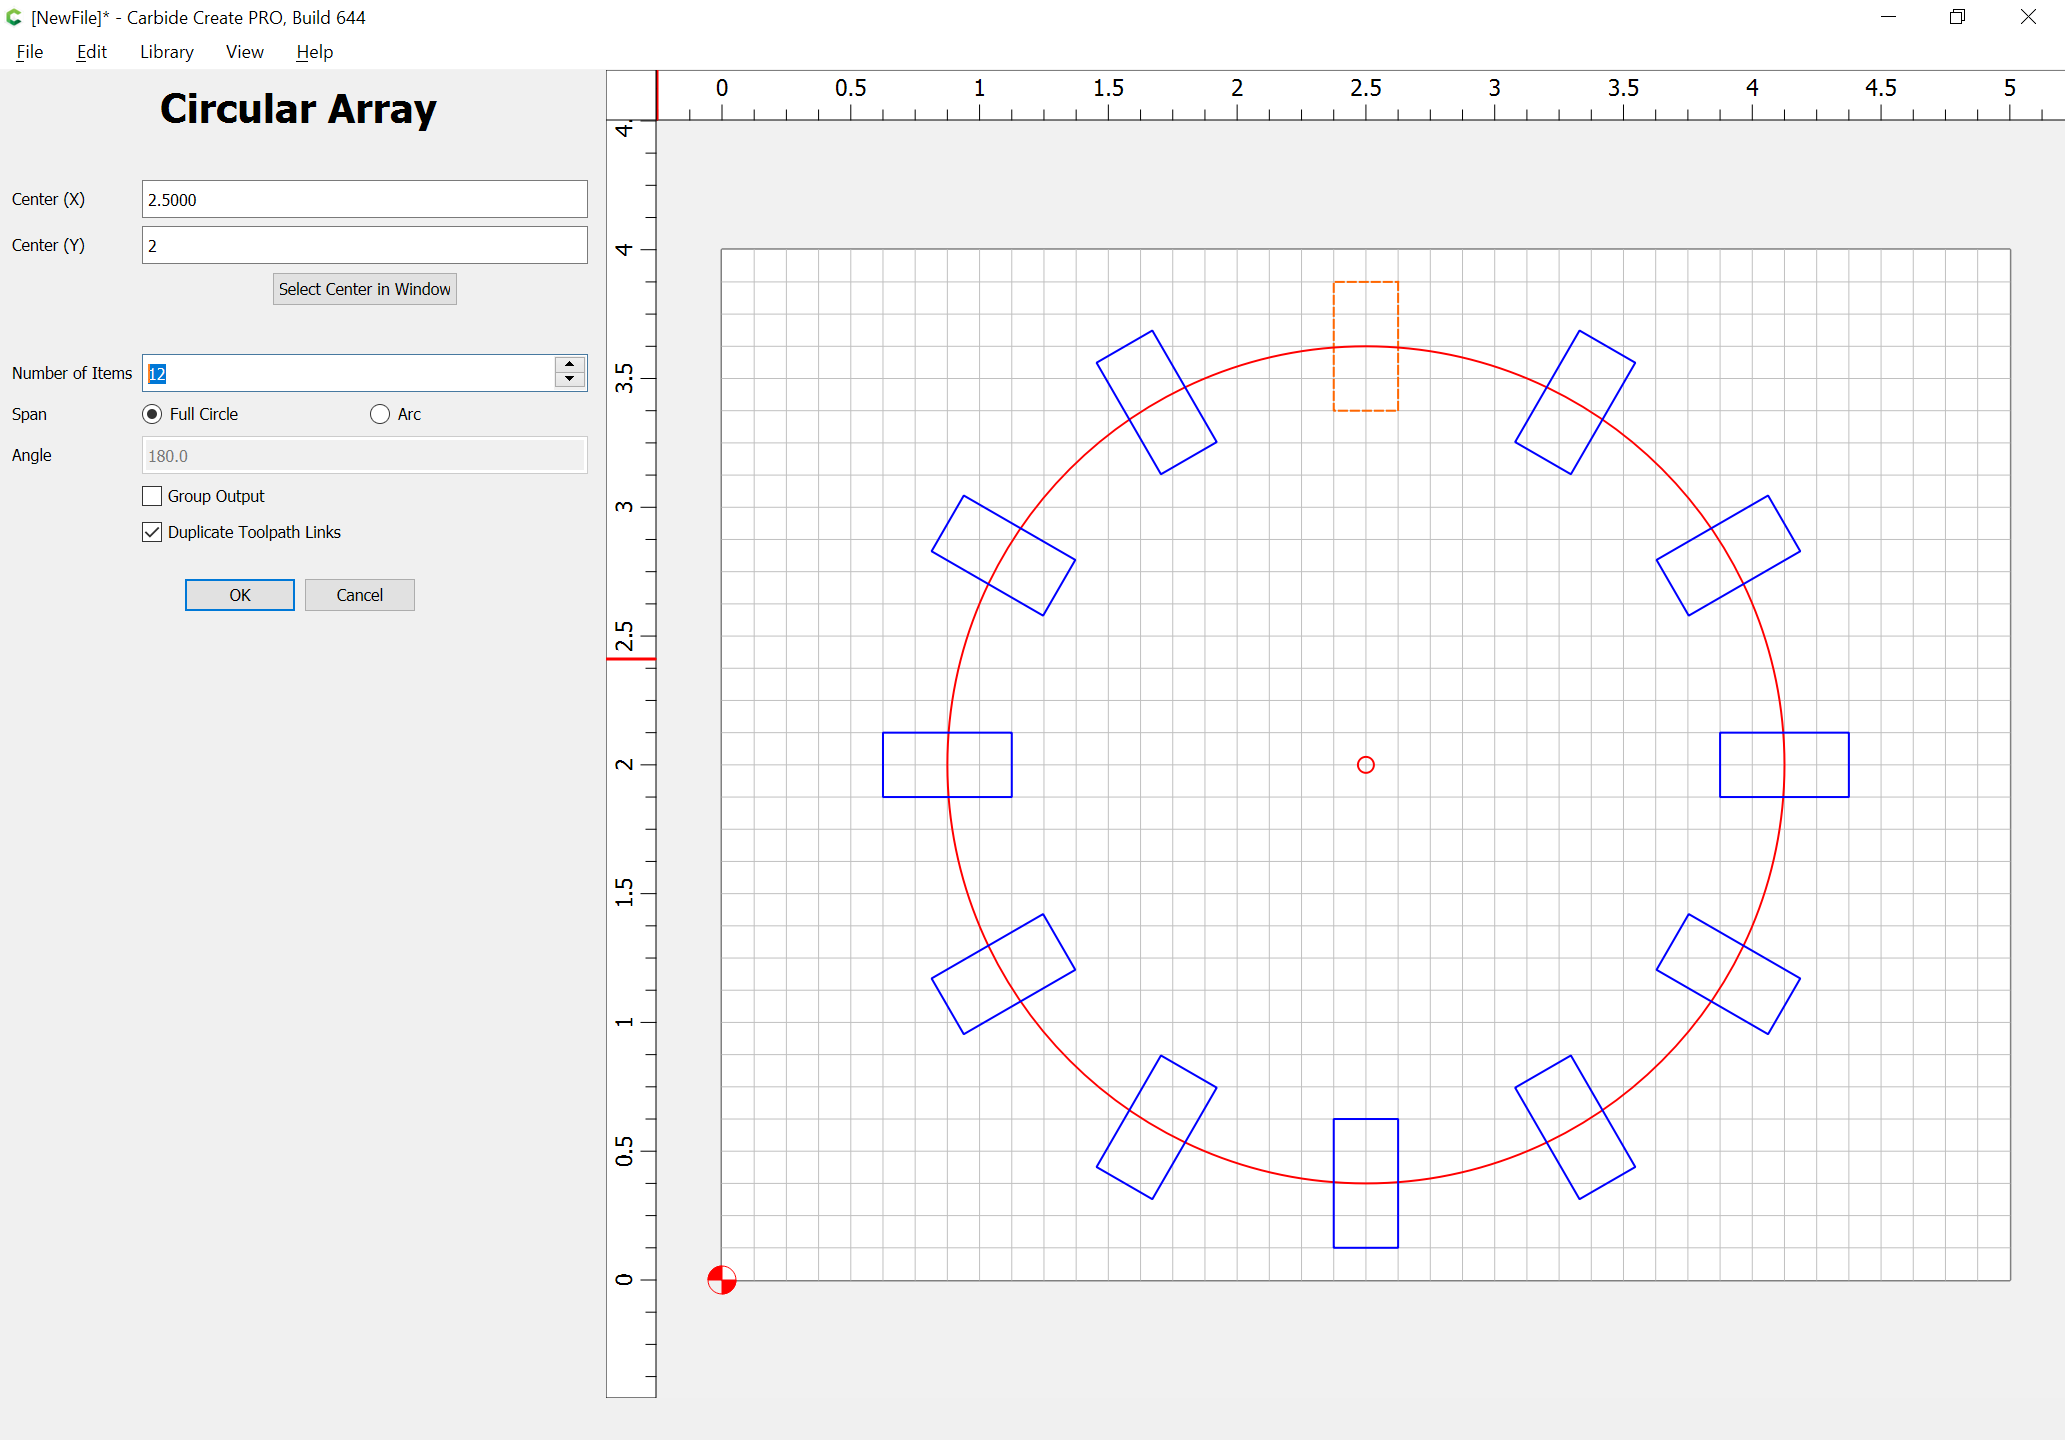 [NewFile]* - Carbide Create PRO, Build 644
File Edit Library View Help
Circular Array
Center (X) 2.5000
Center (Y) 2
Select Center in Window
Number of Items 12
Span Full Circle Arc
Angle 180.0
Group Output
Duplicate Toolpath Links
OK Cancel
0 0.5 1 1.5 2 2.5 3 3.5 4 4.5 5
4.
4
3.5
3
2.5
2
1.5
1
0.5
0